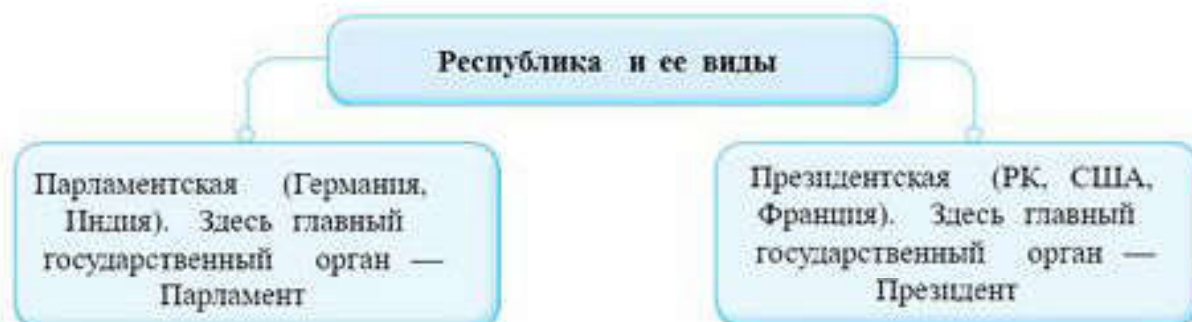 Республика и ее виды
Парламентская (Германия,
Индия). Здесь главный
государственный орган —
Парламент
Президентская (РК, США,
Франция). Здесь главный
государственный орган —
Президент